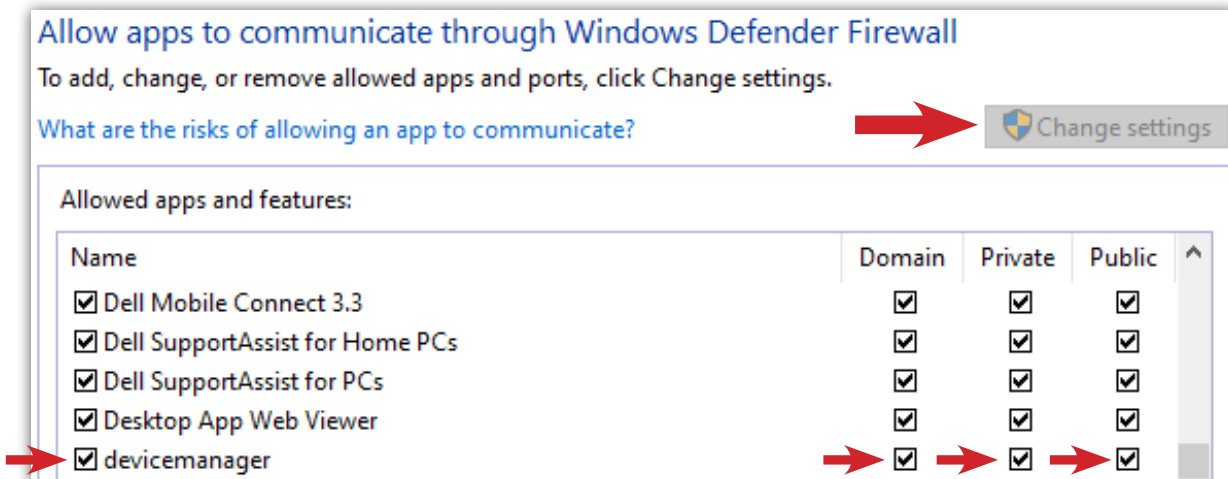 Allow apps to communicate through Windows Defender Firewall
To add, change, or remove allowed apps and ports, click Change settings.
What are the risks of allowing an app to communicate?
Change settings
Allowed apps and features:
Name Domain Private Public
Dell Mobile Connect 3.3
Dell SupportAssist for Home PCs
Dell SupportAssist for PCs
Desktop App Web Viewer
devicemanager